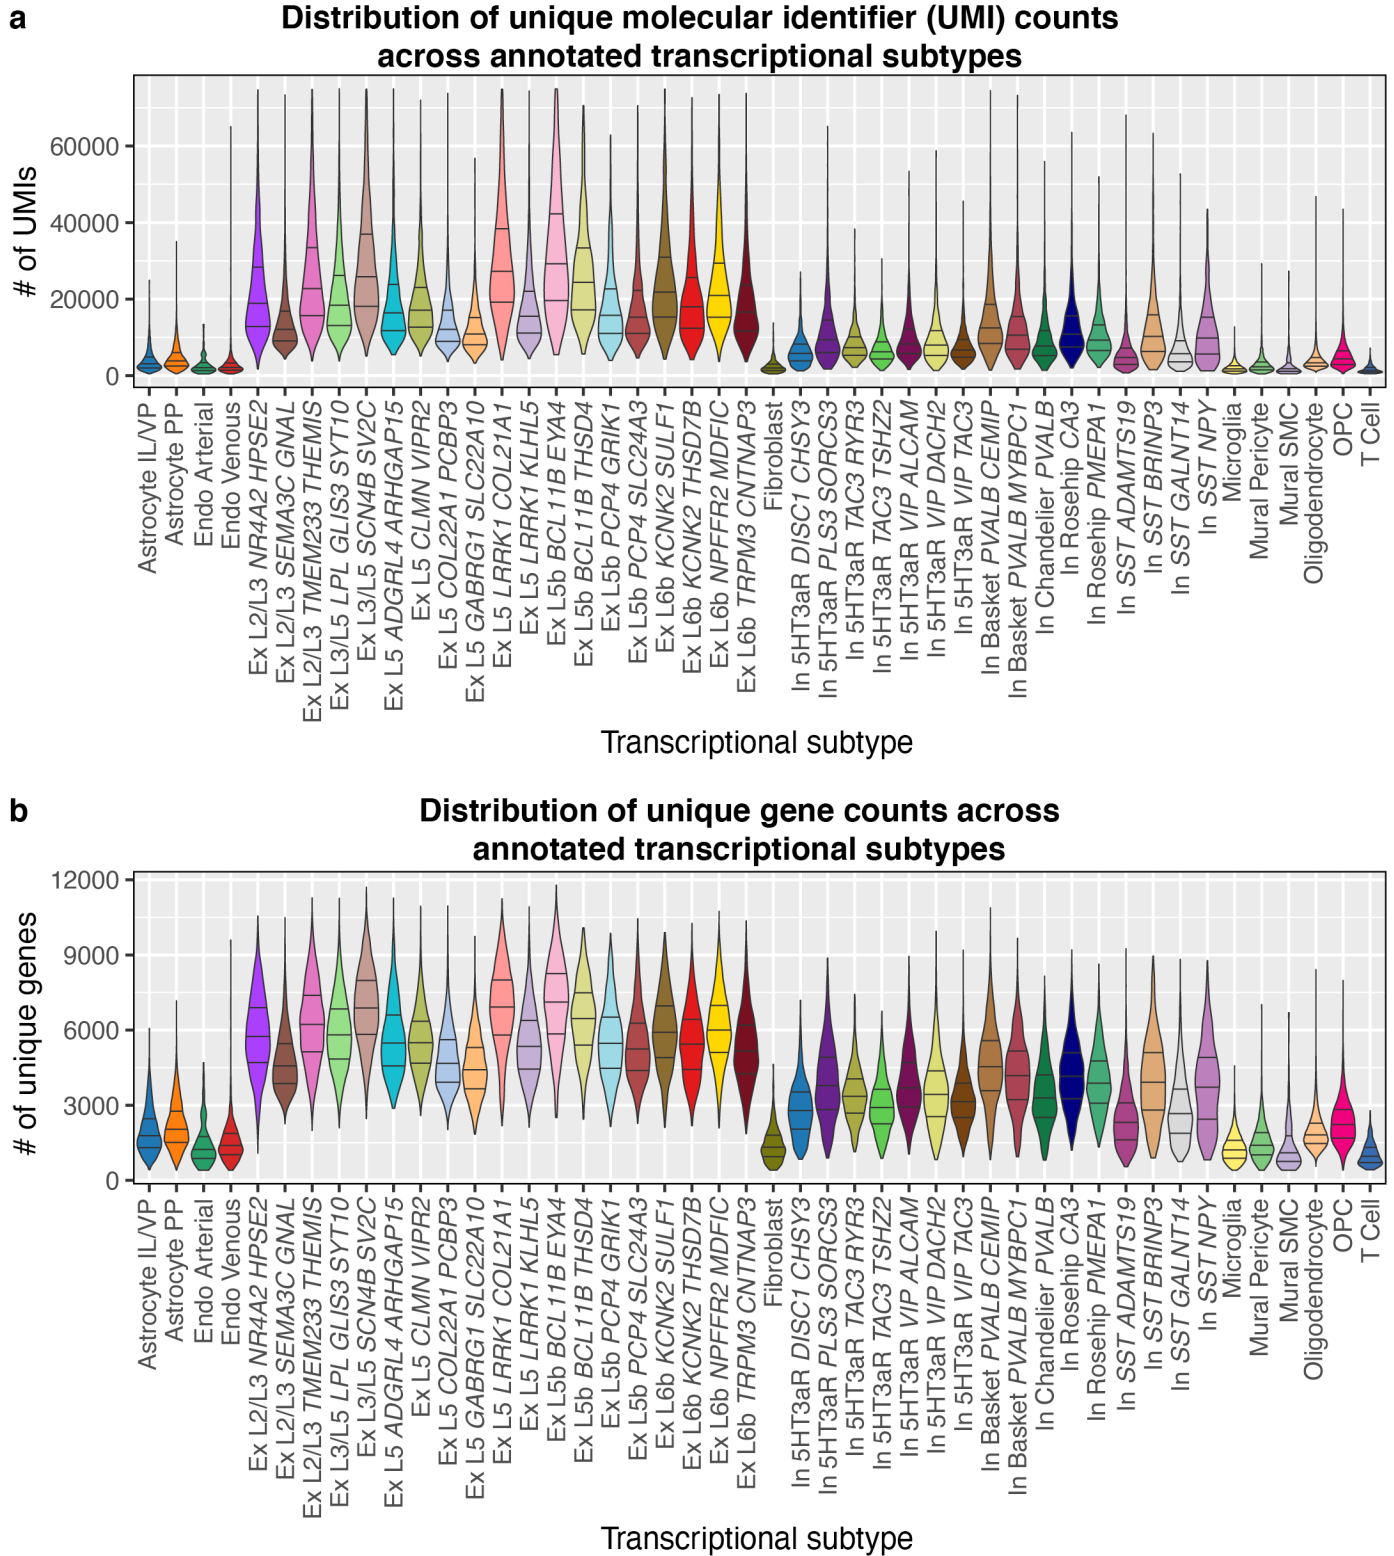 a
Distribution of unique molecular identifier (UMI) counts
across annotated transcriptional subtypes
# of UMIs
60000
40000
20000
0
Astrocyte IL/VP
Astrocyte PP
Endo Arterial
Endo Venous
Ex L2/L3 NR4A2 HPSE2
Ex L2/L3 SEMA3C GNAL
Ex L2/L3 TMEM233 THEMIS
Ex L3/L5 LPL GLIS3 SYT10
Ex L3/L5 SCN4B SV2C
Ex L5 ADGRL4 ARHGAP15
Ex L5 CLMN VIPR2
Ex L5 COL22A1 PCBP3
Ex L5 GABRG1 SLC22A10
Ex L5 LRRK1 COL21A1
Ex L5 LRRK1 KLHL5
Ex L5b BCL11B EYA4
Ex L5b BCL11B THSD4
Ex L5b PCP4 GRIK1
Ex L5b PCP4 SLC24A3
Ex L6b KCNK2 SULF1
Ex L6b KCNK2 THSD7B
Ex L6b NPFFR2 MDFIC
Ex L6b TRPM3 CNTNAP3
Fibroblast
In 5HT3aR DISC1 CHSY3
In 5HT3aR PLS3 SORCS3
In 5HT3aR TAC3 RYR3
In 5HT3aR TAC3 TSHZ2
In 5HT3aR VIP ALCAM
In 5HT3aR VIP DACH2
In 5HT3aR VIP TAC3
In Basket PVALB CEMIP
In Basket PVALB MYBPC1
In Chandelier PVALB
In Rosehip CA3
In Rosehip PMEPA1
In SST ADAMTS19
In SST BRINP3
In SST GALNT14
In SST NPY
Microglia
Mural Pericyte
Mural SMC
Oligodendrocyte
OPC
T Cell
Transcriptional subtype
b
Distribution of unique gene counts across
annotated transcriptional subtypes
# of unique genes
12000
9000
6000
3000
0
Astrocyte IL/VP
Astrocyte PP
Endo Arterial
Endo Venous
Ex L2/L3 NR4A2 HPSE2
Ex L2/L3 SEMA3C GNAL
Ex L2/L3 TMEM233 THEMIS
Ex L3/L5 LPL GLIS3 SYT10
Ex L3/L5 SCN4B SV2C
Ex L5 ADGRL4 ARHGAP15
Ex L5 CLMN VIPR2
Ex L5 COL22A1 PCBP3
Ex L5 GABRG1 SLC22A10
Ex L5 LRRK1 COL21A1
Ex L5 LRRK1 KLHL5
Ex L5b BCL11B EYA4
Ex L5b BCL11B THSD4
Ex L5b PCP4 GRIK1
Ex L5b PCP4 SLC24A3
Ex L6b KCNK2 SULF1
Ex L6b KCNK2 THSD7B
Ex L6b NPFFR2 MDFIC
Ex L6b TRPM3 CNTNAP3
Fibroblast
In 5HT3aR DISC1 CHSY3
In 5HT3aR PLS3 SORCS3
In 5HT3aR TAC3 RYR3
In 5HT3aR TAC3 TSHZ2
In 5HT3aR VIP ALCAM
In 5HT3aR VIP DACH2
In 5HT3aR VIP TAC3
In Basket PVALB CEMIP
In Basket PVALB MYBPC1
In Chandelier PVALB
In Rosehip CA3
In Rosehip PMEPA1
In SST ADAMTS19
In SST BRINP3
In SST GALNT14
In SST NPY
Microglia
Mural Pericyte
Mural SMC
Oligodendrocyte
OPC
T Cell
Transcriptional subtype